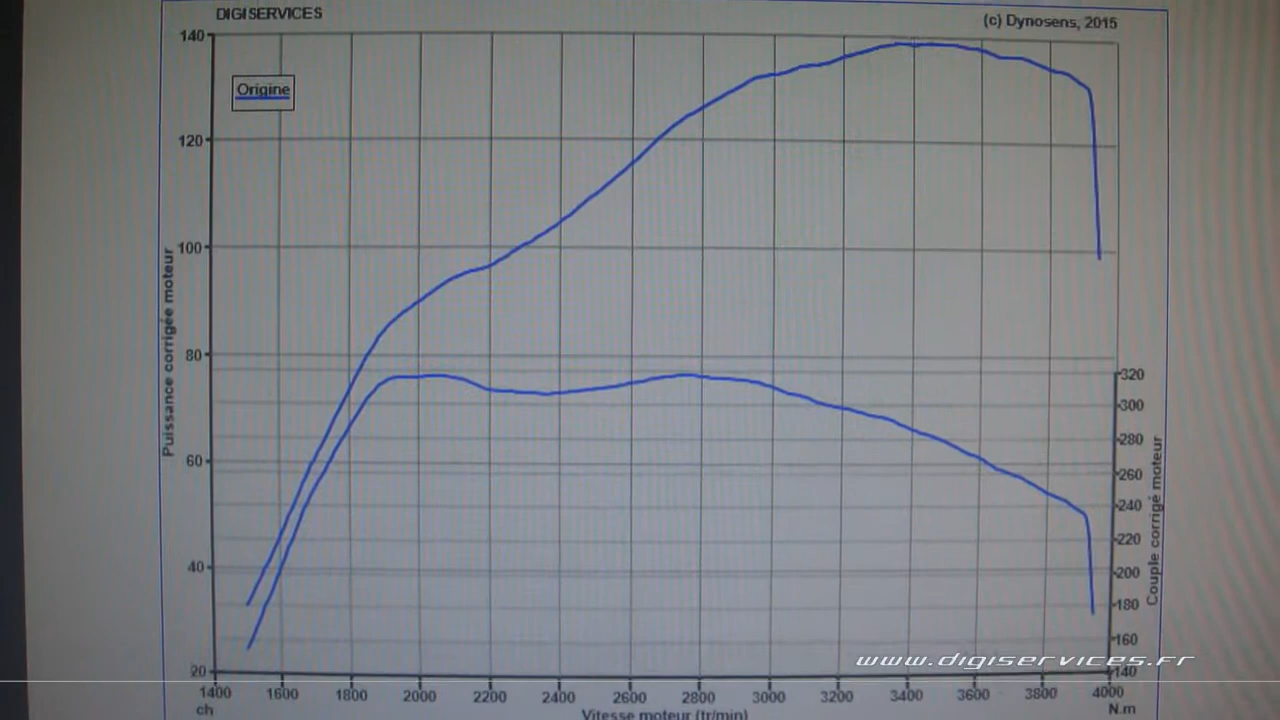 DIGISERVICES
(c) Dynosens, 2015
Origine
Puissance corrigée moteur
140
120
100
80
60
40
20
320
300
280
260
240
220
200
180
160
140
Couple corrigé moteur
www.digiservices.fr
1400 1600 1800 2000 2200 2400 2600 2800 3000 3200 3400 3600 3800 4000
ch
Vitesse moteur (tr/min)
N.m